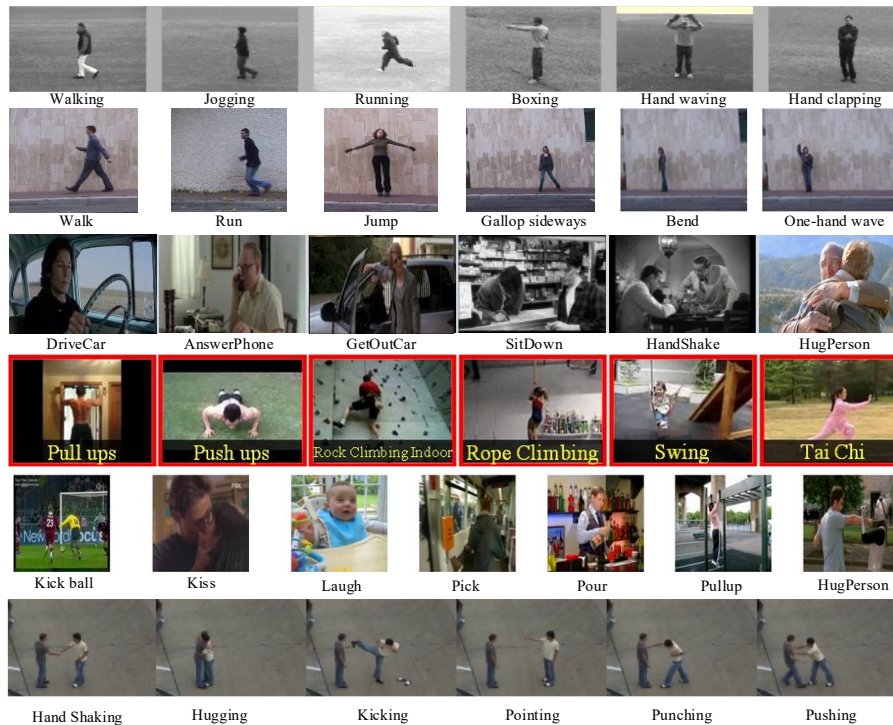 Walking Jogging Running Boxing Hand waving Hand clapping
Walk Run Jump Gallop sideways Bend One-hand wave
DriveCar AnswerPhone GetOutCar SitDown HandShake HugPerson
Pull ups Push ups Rock Climbing Indoor Rope Climbing Swing Tai Chi
23
Kick ball Kiss Laugh Pick Pour Pullup HugPerson
Hand Shaking Hugging Kicking Pointing Punching Pushing